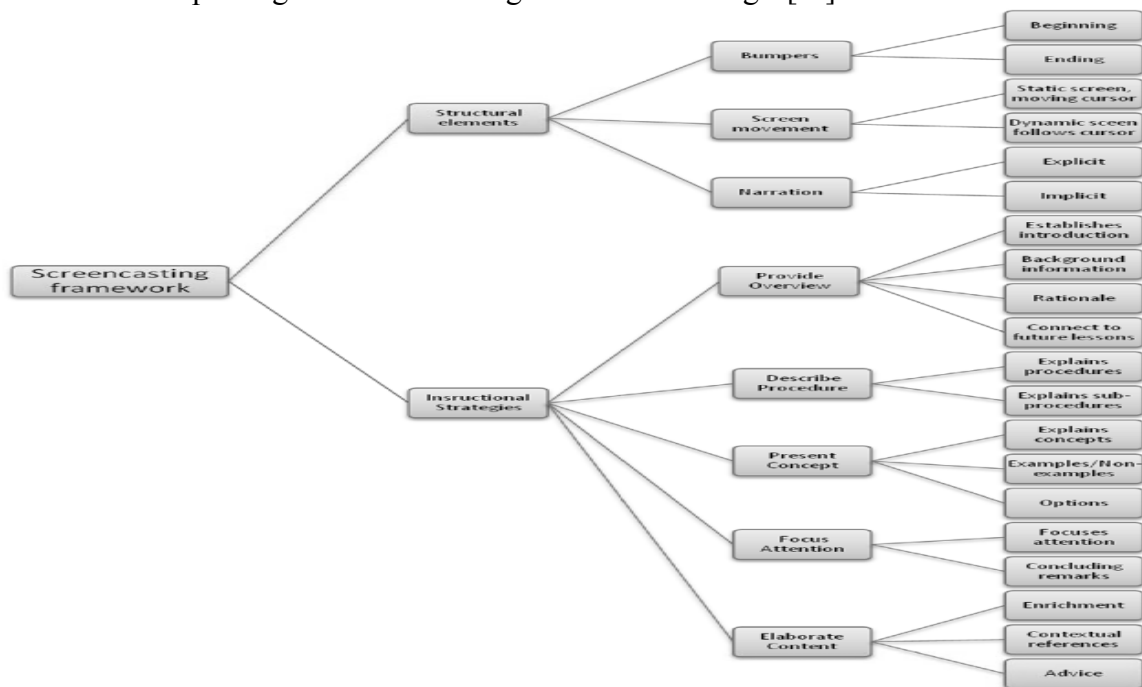 Beginning
Bumpers
Ending
Structural
elements
Static screen,
moving cursor
Screen
movement
Dynamic sceen
follows cursor
Explicit
Narration
Implicit
Screencasting
framework
Establishes
introduction
Background
information
Provide
Overview
Rationale
Connect to
future lessons
Insructional
Strategies
Explains
procedures
Describe
Procedure
Explains sub-
procedures
Explains
concepts
Present
Concept
Examples/Non-
examples
Options
Focuses
attention
Focus
Attention
Concluding
remarks
Enrichment
Elaborate
Content
Contextual
references
Advice